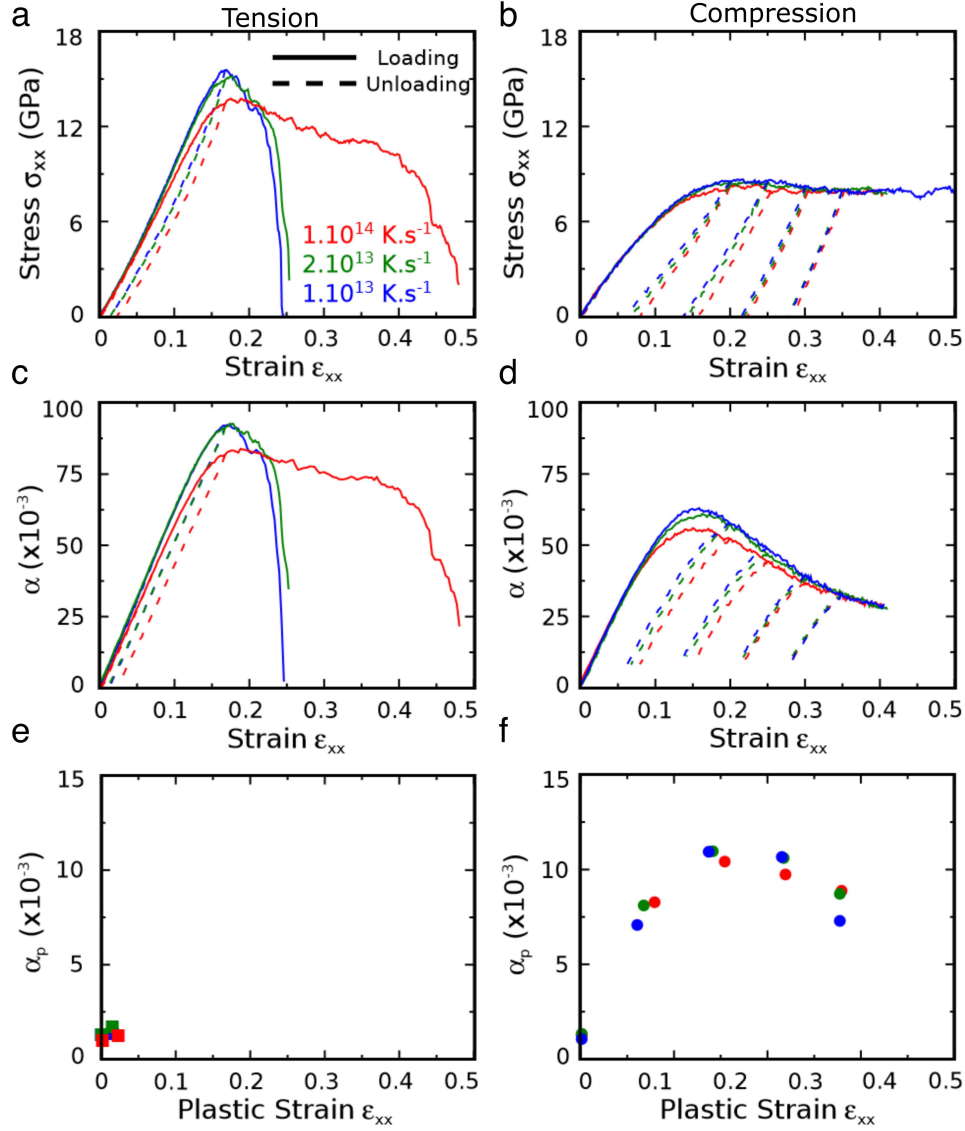 a
Tension
18
12
6
0
Stress σxx (GPa)
Loading
Unloading
1.10¹⁴ K.s⁻¹
2.10¹³ K.s⁻¹
1.10¹³ K.s⁻¹
0 0.1 0.2 0.3 0.4 0.5
Strain εxx
b
Compression
18
12
6
0
Stress σxx (GPa)
0 0.1 0.2 0.3 0.4 0.5
Strain εxx
c
100
75
50
25
0
α (x10⁻³)
0 0.1 0.2 0.3 0.4 0.5
Strain εxx
d
100
75
50
25
0
α (x10⁻³)
0 0.1 0.2 0.3 0.4 0.5
Strain εxx
e
15
10
5
0
αp (x10⁻³)
0 0.1 0.2 0.3 0.4 0.5
Plastic Strain εxx
f
15
10
5
0
αp (x10⁻³)
0 0.1 0.2 0.3 0.4
Plastic Strain εxx